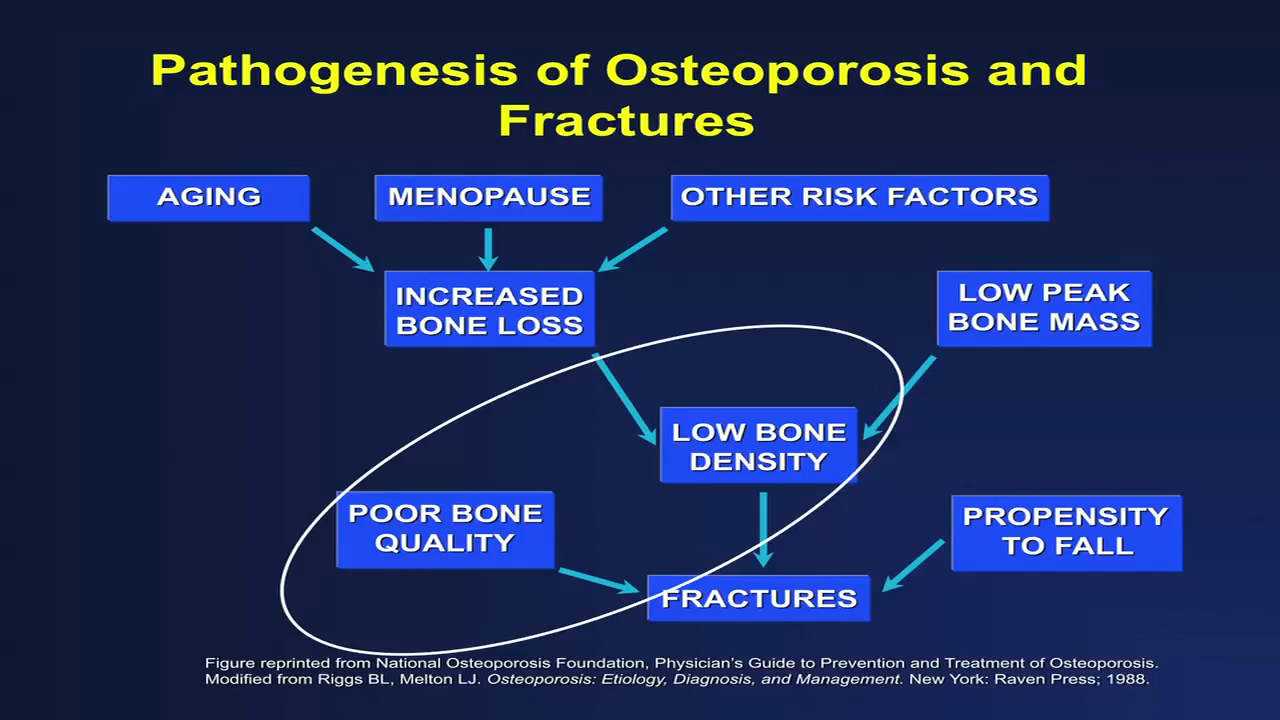 Pathogenesis of Osteoporosis and
Fractures
AGING
MENOPAUSE
OTHER RISK FACTORS
INCREASED
BONE LOSS
LOW PEAK
BONE MASS
LOW BONE
DENSITY
POOR BONE
QUALITY
PROPENSITY
TO FALL
FRACTURES
Figure reprinted from National Osteoporosis Foundation, Physician’s Guide to Prevention and Treatment of Osteoporosis.
Modified from Riggs BL, Melton LJ. Osteoporosis: Etiology, Diagnosis, and Management. New York: Raven Press; 1988.